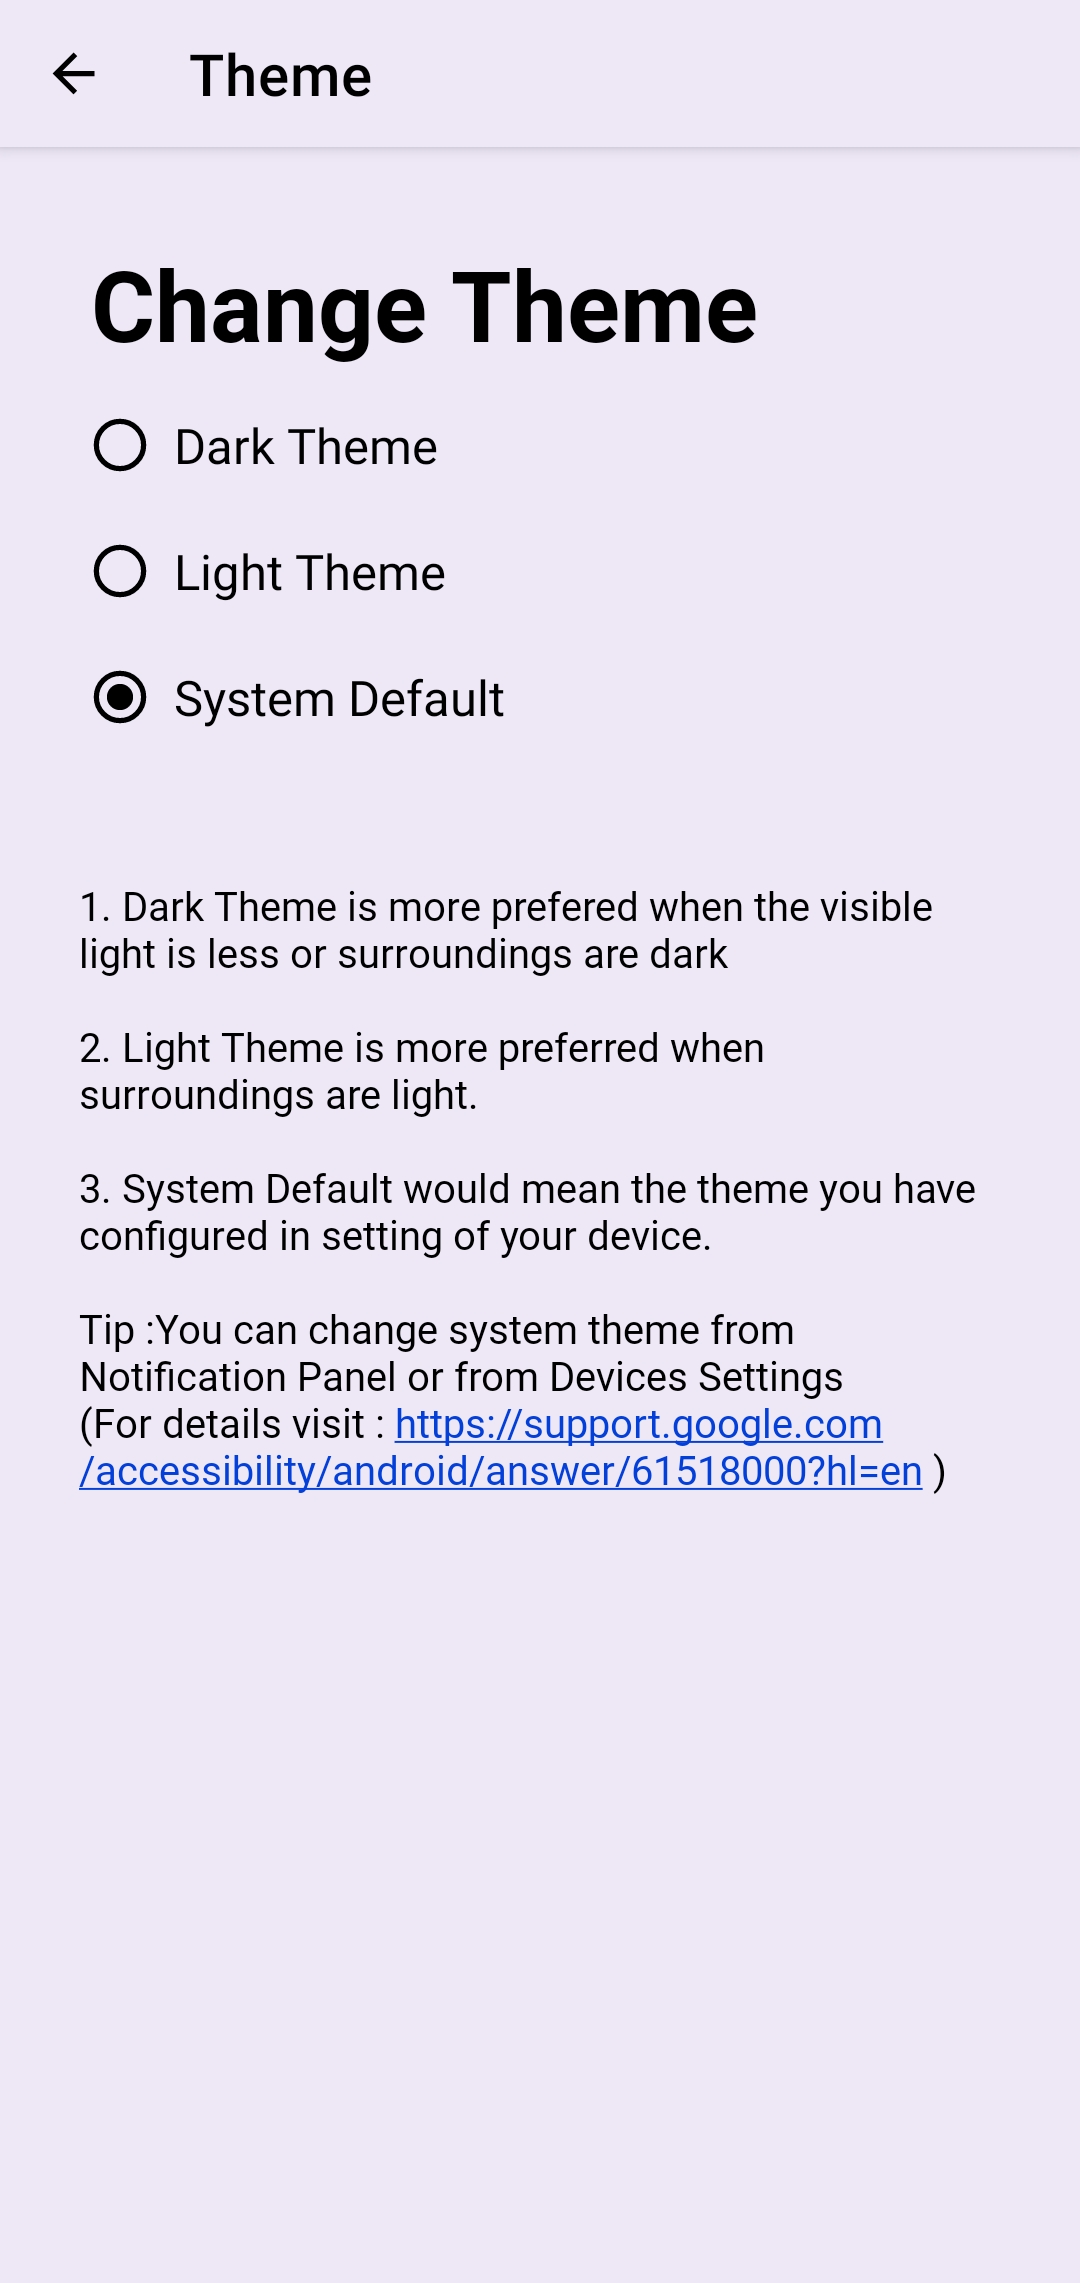 Theme
Change Theme
Dark Theme
Light Theme
System Default
1. Dark Theme is more prefered when the visible
light is less or surroundings are dark
2. Light Theme is more preferred when
surroundings are light.
3. System Default would mean the theme you have
configured in setting of your device.
Tip :You can change system theme from
Notification Panel or from Devices Settings
(For details visit : https://support.google.com
/accessibility/android/answer/61518000?hl=en )